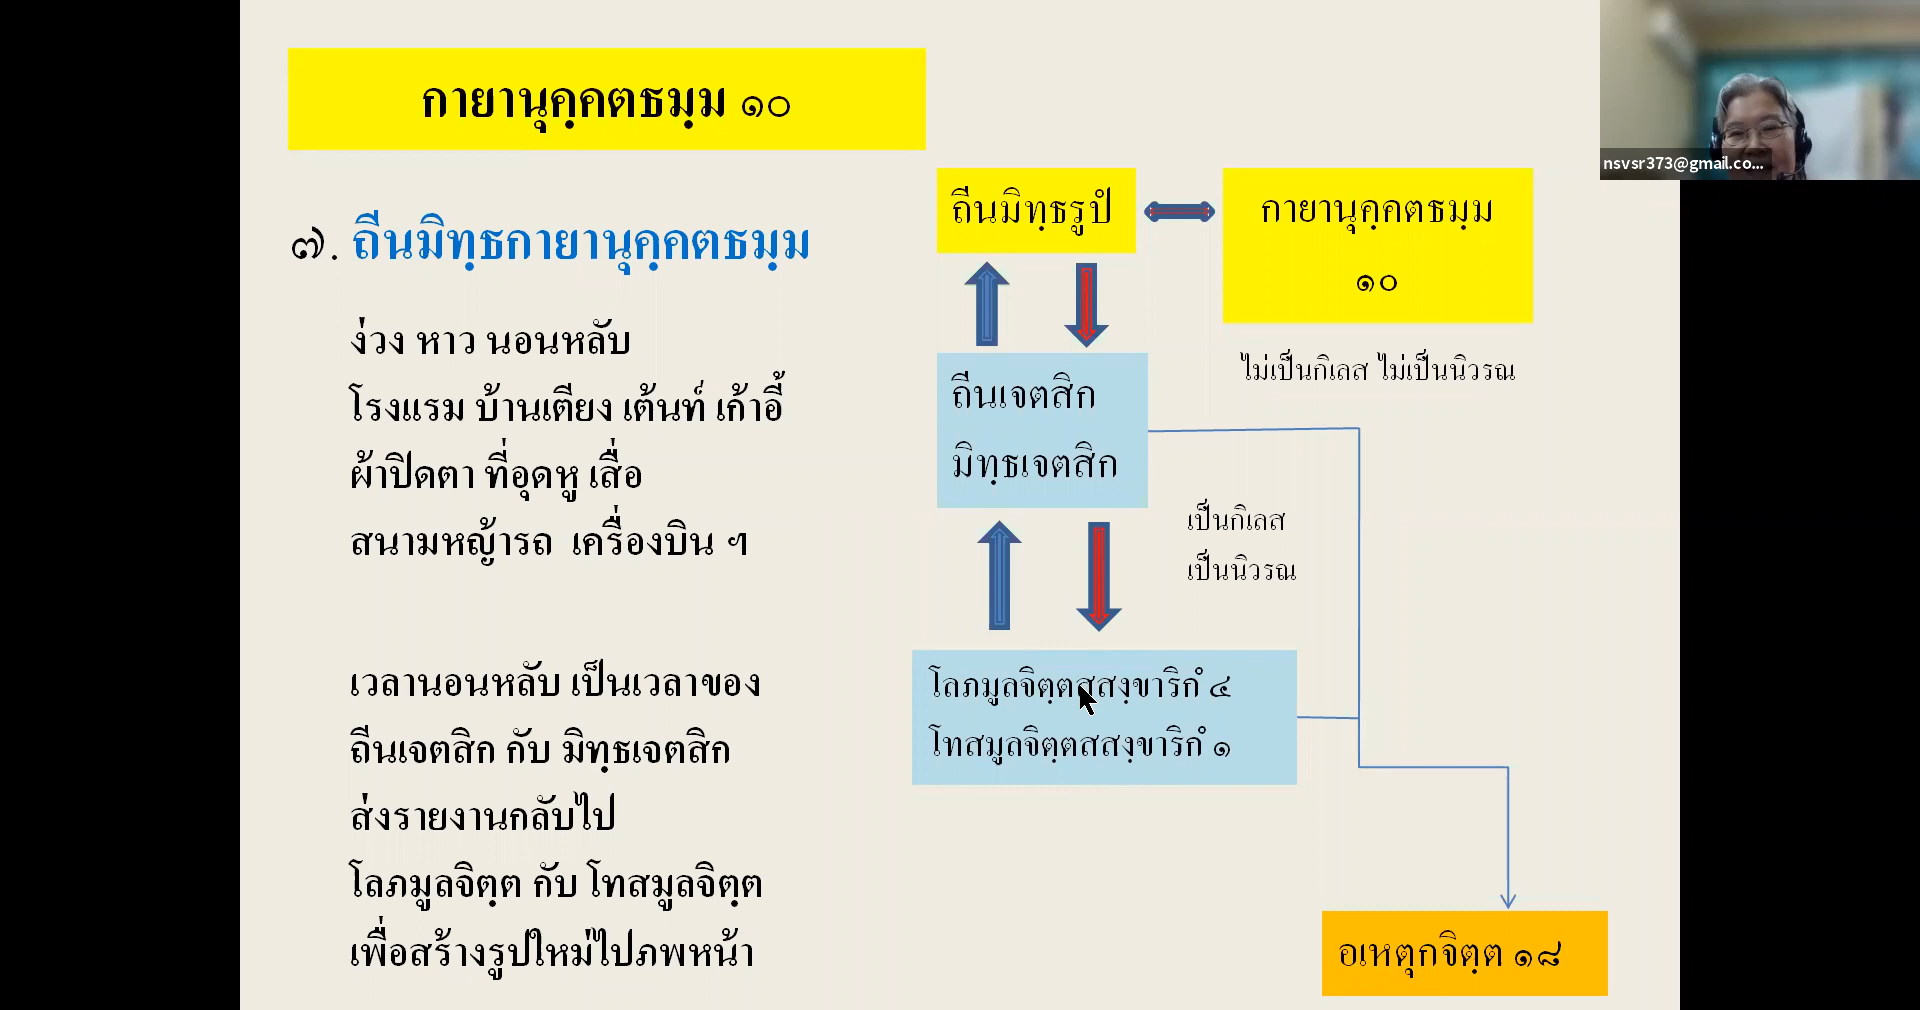 กายานุคฺคตธมฺม ๑๐
nsvsr373@gmail.co...
๗. ถีนมิทฺธกายานุคฺคตธมฺม
ง่วง หาว นอนหลับ
โรงแรม บ้านเตียง เต้นท์ เก้าอี้
ผ้าปิดตา ที่อุดหู เสื่อ
สนามหญ้ารถ เครื่องบิน ฯ
เวลานอนหลับ เป็นเวลาของ
ถีนเจตสิก กับ มิทฺธเจตสิก
ส่งรายงานกลับไป
โลภมูลจิตฺต กับ โทสมูลจิตฺต
เพื่อสร้างรูปใหม่ไปภพหน้า
ถีนมิทฺธรูปํ
กายานุคฺคตธมฺม
๑๐
ไม่เป็นกิเลส ไม่เป็นนิวรณ
ถีนเจตสิก
มิทฺธเจตสิก
เป็นกิเลส
เป็นนิวรณ
โลภมูลจิตฺตสสงฺขาริกํ ๔
โทสมูลจิตฺตสสงฺขาริกํ ๑
อเหตุกจิตฺต ๑๘